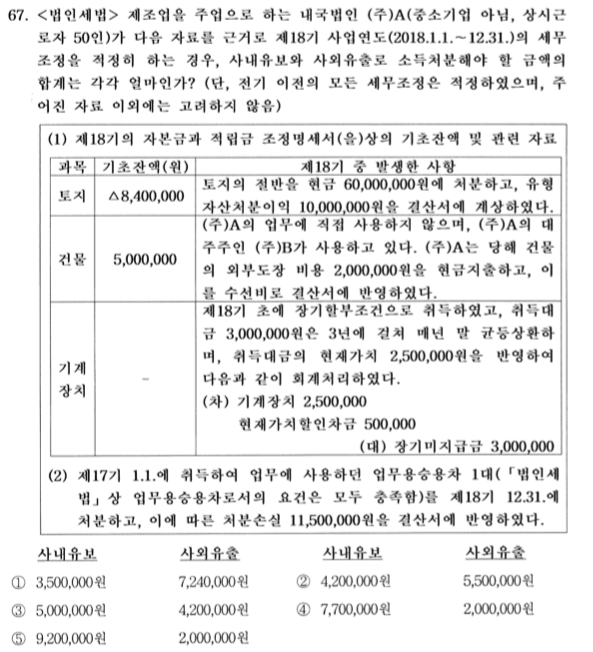 67. <법인세법> 제조업을 주업으로 하는 내국법인 (주)A(중소기업 아님, 상시근
로자 50인)가 다음 자료를 근거로 제18기 사업연도(2018.1.1.~12.31.)의 세무
조정을 적정히 하는 경우, 사내유보와 사외유출로 소득처분해야 할 금액의
합계는 각각 얼마인가? (단, 전기 이전의 모든 세무조정은 적정하였으며, 주
어진 자료 이외에는 고려하지 않음)
(1) 제18기의 자본금과 적립금 조정명세서(을)상의 기초잔액 및 관련 자료
과목 기초잔액(원) 제18기 중 발생한 사항
토지 △8,400,000 토지의 절반을 현금 60,000,000원에 처분하고, 유형
자산처분이익 10,000,000원을 결산서에 계상하였다.
건물 5,000,000 (주)A의 업무에 직접 사용하지 않으며, (주)A의 대
주주인 (주)B가 사용하고 있다. (주)A는 당해 건물
의 외부도장 비용 2,000,000원을 현금지출하고, 이
를 수선비로 결산서에 반영하였다.
기계
장치 - 제18기 초에 장기할부조건으로 취득하였고, 취득대
금 3,000,000원은 3년에 걸쳐 매년 말 균등상환하
며, 취득대금의 현재가치 2,500,000원을 반영하여
다음과 같이 회계처리하였다.
(차) 기계장치 2,500,000
현재가치할인차금 500,000
(대) 장기미지급금 3,000,000
(2) 제17기 1.1.에 취득하여 업무에 사용하던 업무용승용차 1대(「법인세
법」상 업무용승용차로서의 요건은 모두 충족함)를 제18기 12.31.에
처분하고, 이에 따른 처분손실 11,500,000원을 결산서에 반영하였다.
사내유보 사외유출 사내유보 사외유출
① 3,500,000원 7,240,000원 ② 4,200,000원 5,500,000원
③ 5,000,000원 4,200,000원 ④ 7,700,000원 2,000,000원
⑤ 9,200,000원 2,000,000원